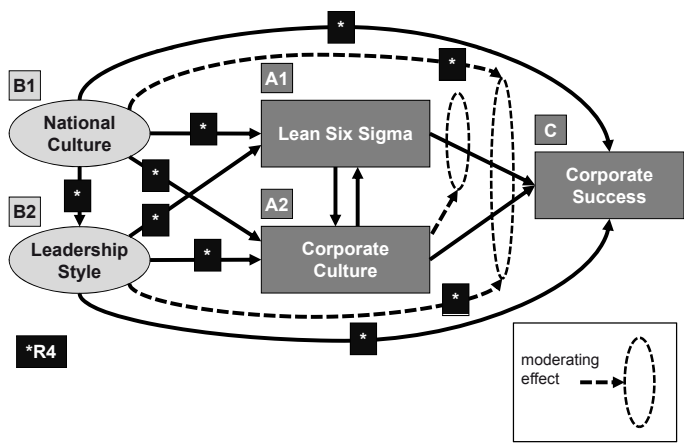 *
B1
*
A1
National
Culture
*
Lean Six Sigma
C
*
Corporate
Success
*
*
B2
A2
Leadership
Style
*
Corporate
Culture
*
*
*R4
moderating
effect